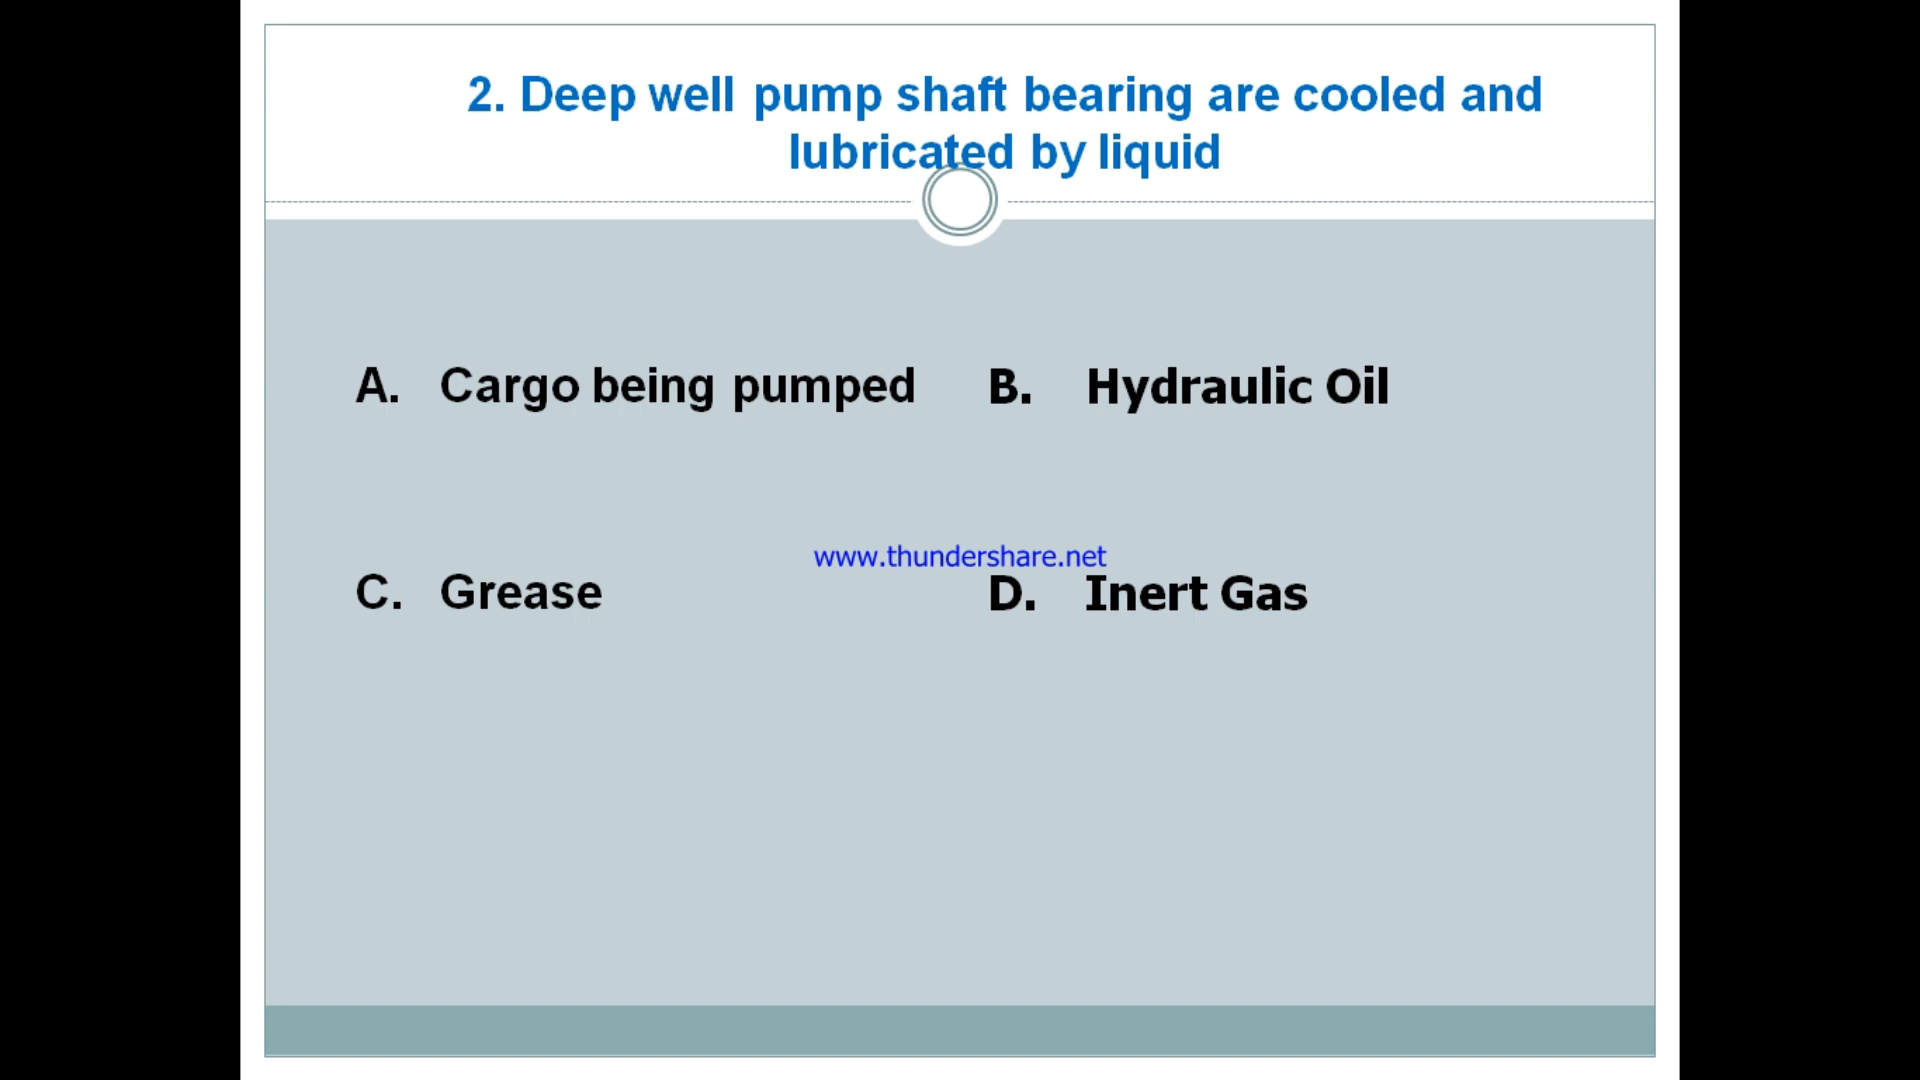 2. Deep well pump shaft bearing are cooled and
lubricated by liquid
A. Cargo being pumped
B. Hydraulic Oil
www.thundershare.net
C. Grease
D. Inert Gas